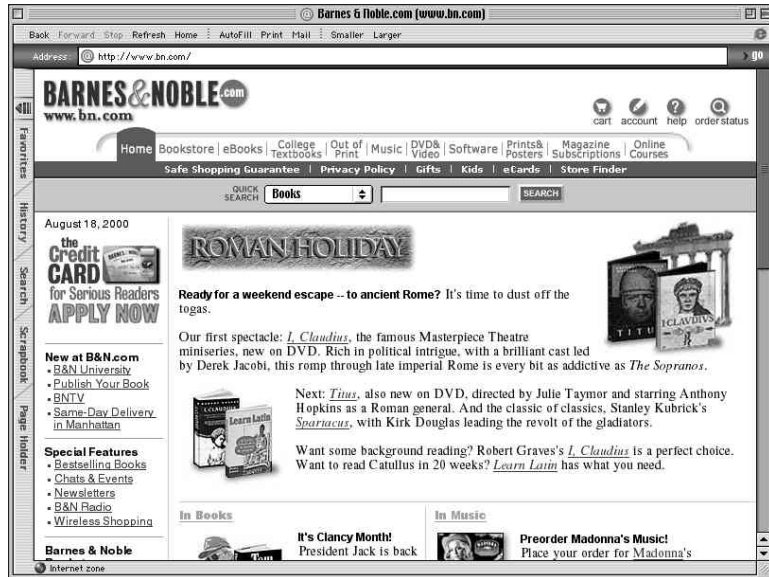 Barnes & Noble.com (www.bn.com)
Back Forward Stop Refresh Home AutoFill Print Mail Smaller Larger
Address: http://www.bn.com/ go
BARNES&NOBLE.com
www.bn.com
cart account help order status
Home Bookstore eBooks College Textbooks Out of Print Music DVD& Video Software Prints& Posters Magazine Subscriptions Online Courses
Safe Shopping Guarantee | Privacy Policy | Gifts | Kids | eCards | Store Finder
QUICK SEARCH Books SEARCH
Favorites
History
Search
Scrapbook
Page Holder
August 18, 2000
the
Credit
CARD
for Serious Readers
APPLY NOW
New at B&N.com
B&N University
Publish Your Book
BNTV
Same-Day Delivery
in Manhattan
Special Features
Bestselling Books
Chats & Events
Newsletters
B&N Radio
Wireless Shopping
Barnes & Noble
ROMAN HOLIDAY
TITUS
I CLAVDIVS
Ready for a weekend escape -- to ancient Rome? It's time to dust off the
togas.
Our first spectacle: I, Claudius, the famous Masterpiece Theatre
miniseries, new on DVD. Rich in political intrigue, with a brilliant cast led
by Derek Jacobi, this romp through late imperial Rome is every bit as addictive as The Sopranos.
I, CLAUDIUS
Learn Latin
Next: Titus, also new on DVD, directed by Julie Taymor and starring Anthony
Hopkins as a Roman general. And the classic of classics, Stanley Kubrick's
Spartacus, with Kirk Douglas leading the revolt of the gladiators.
Want some background reading? Robert Graves's I, Claudius is a perfect choice.
Want to read Catullus in 20 weeks? Learn Latin has what you need.
In Books
It's Clancy Month!
President Jack is back
Tom
In Music
Preorder Madonna's Music!
Place your order for Madonna's
Internet zone